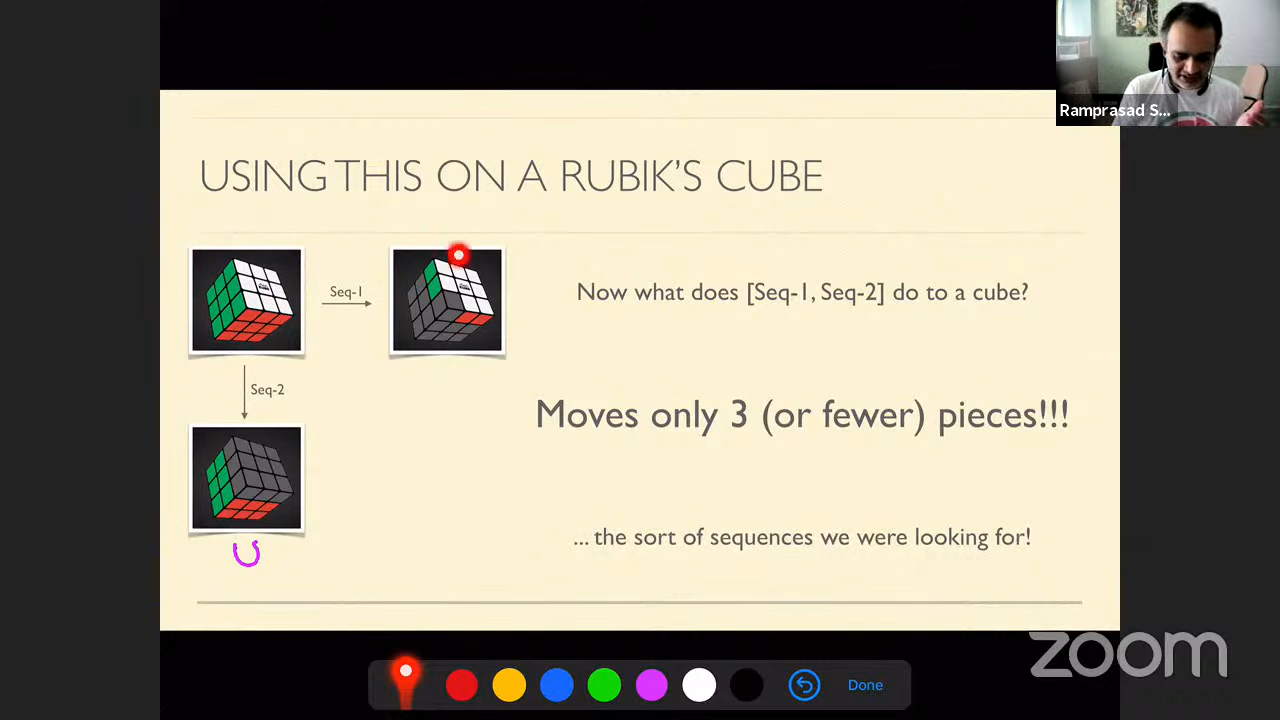 Ramprasad S...
USING THIS ON A RUBIK'S CUBE
Seq-1
Now what does [Seq-1, Seq-2] do to a cube?
Seq-2
Moves only 3 (or fewer) pieces!!!
... the sort of sequences we were looking for!
U
zoom
Done